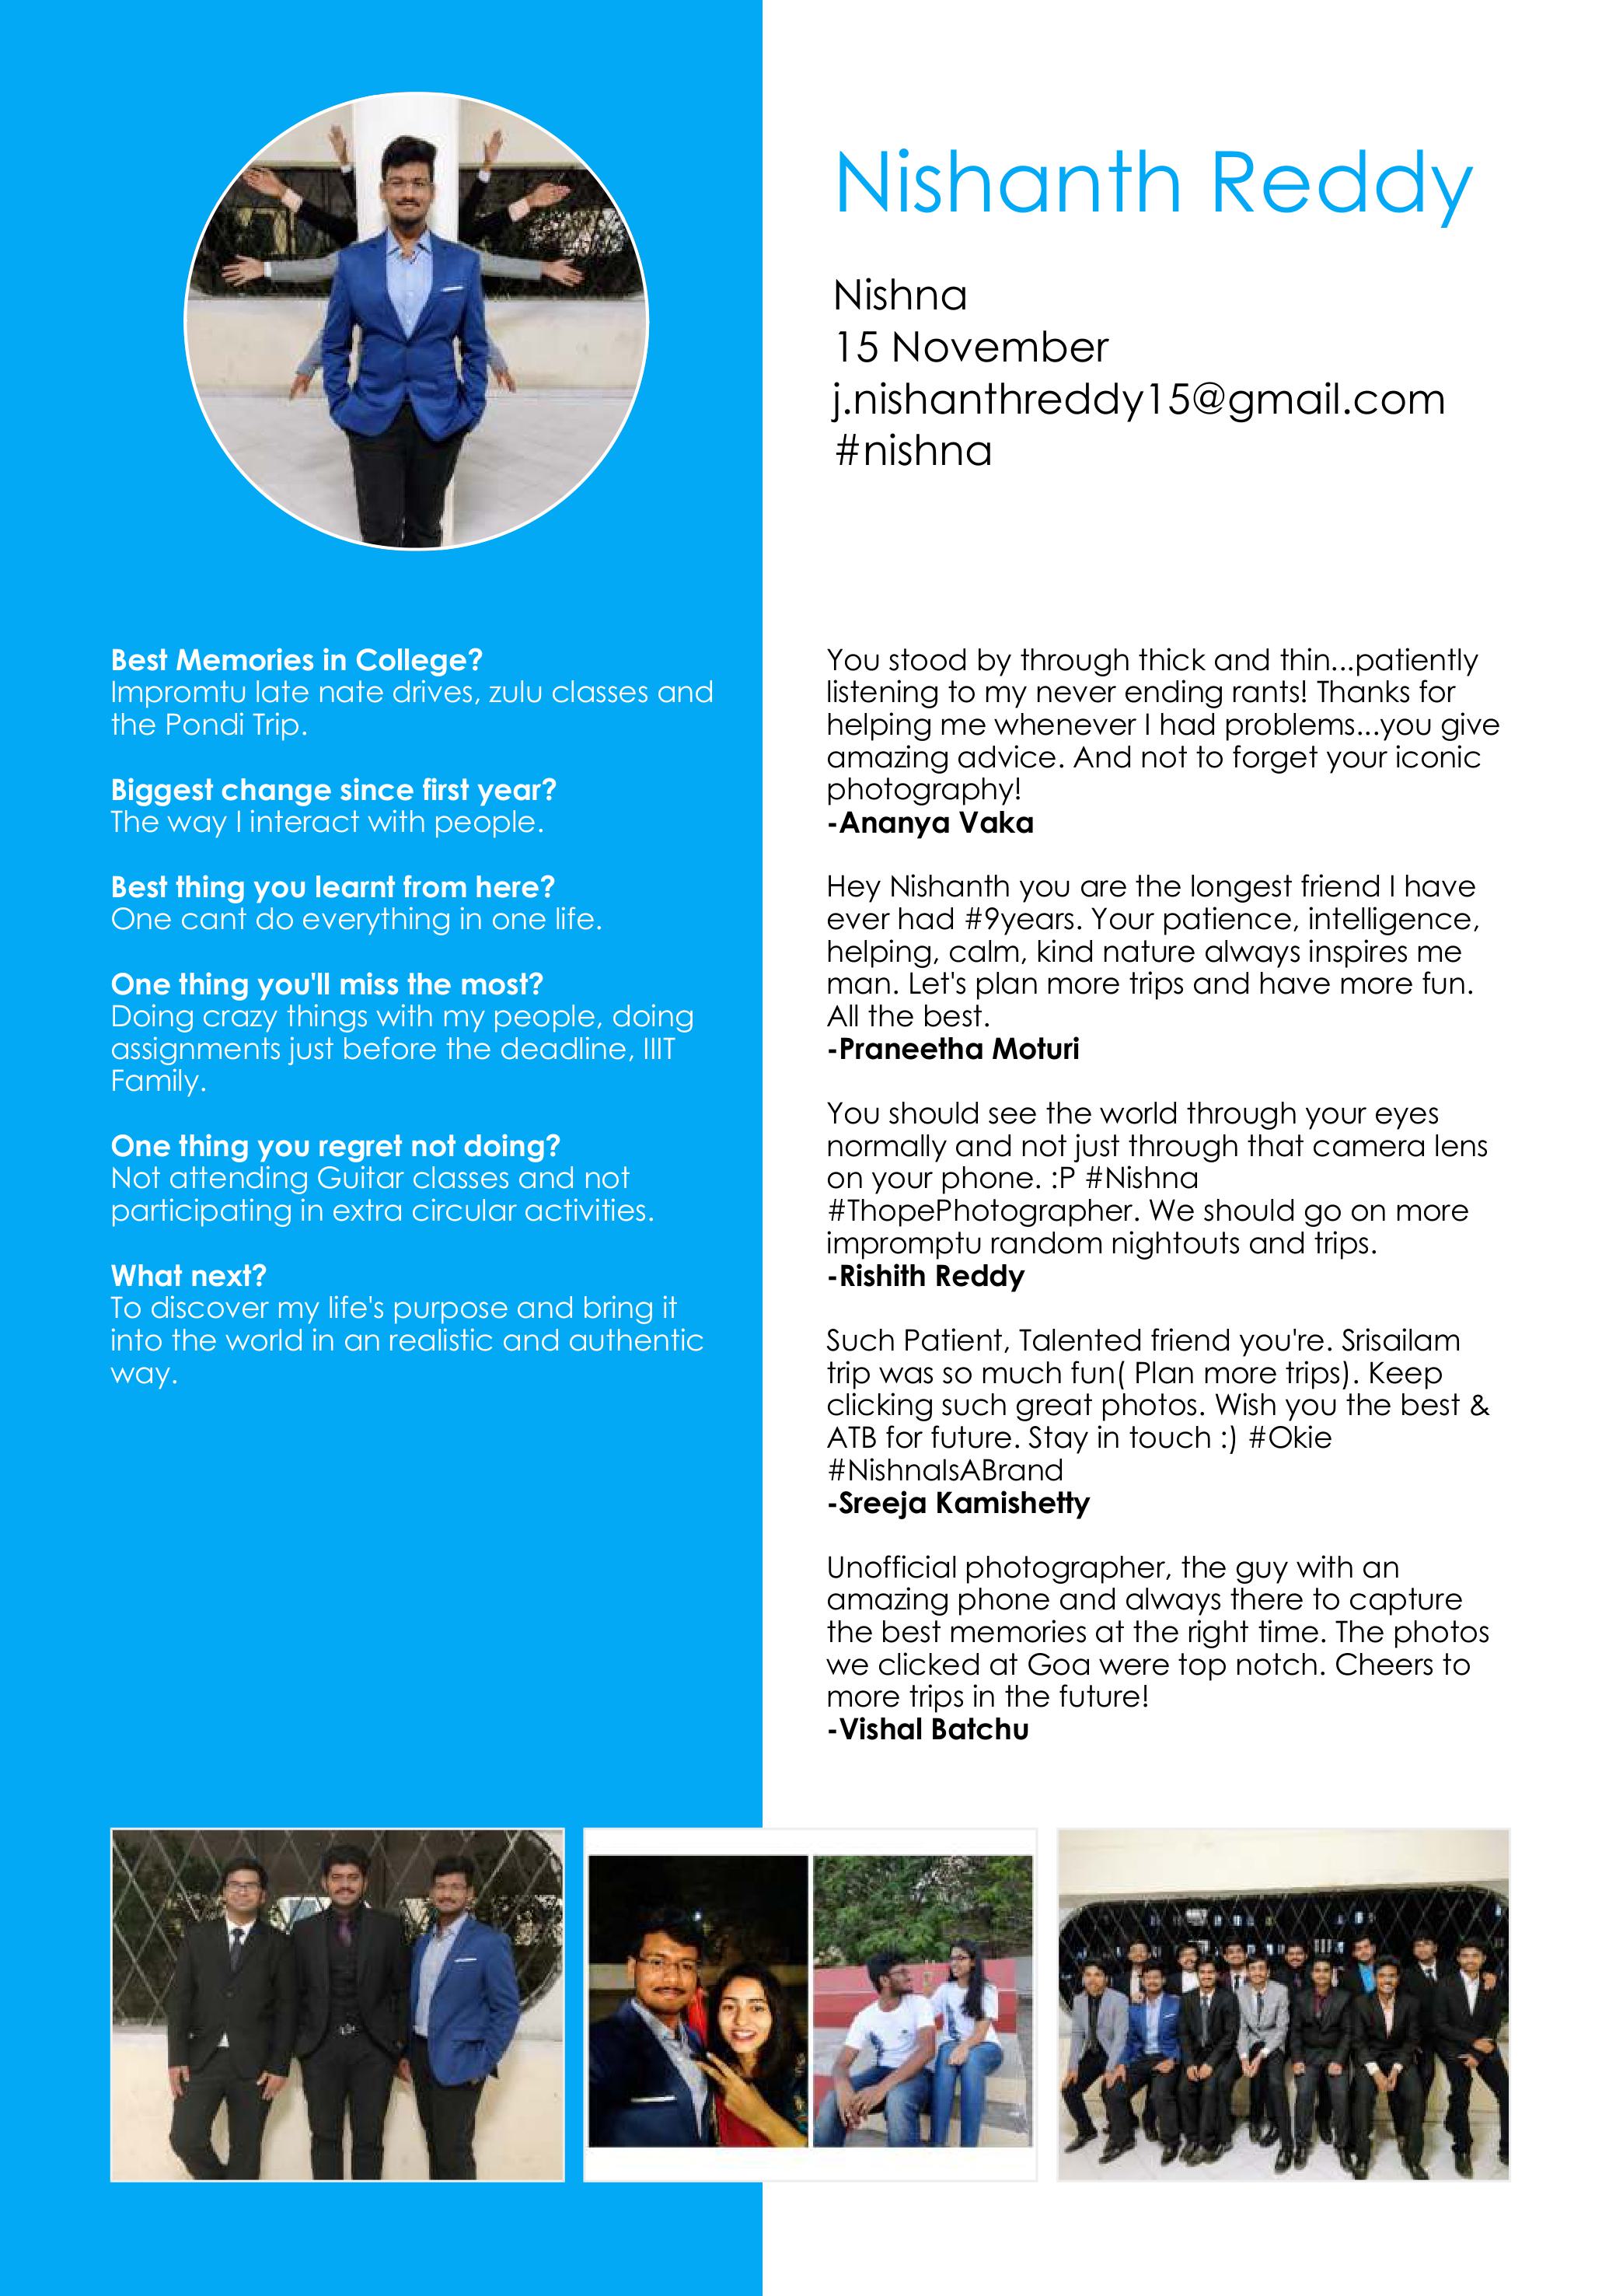 Nishanth Reddy
Nishna
15 November
j.nishanthreddy15@gmail.com
#nishna
Best Memories in College?
Impromtu late nate drives, zulu classes and
the Pondi Trip.
Biggest change since first year?
The way I interact with people.
Best thing you learnt from here?
One cant do everything in one life.
One thing you'll miss the most?
Doing crazy things with my people, doing
assignments just before the deadline, IIIT
Family.
One thing you regret not doing?
Not attending Guitar classes and not
participating in extra circular activities.
What next?
To discover my life's purpose and bring it
into the world in an realistic and authentic
way.
You stood by through thick and thin...patiently
listening to my never ending rants! Thanks for
helping me whenever I had problems...you give
amazing advice. And not to forget your iconic
photography!
-Ananya Vaka
Hey Nishanth you are the longest friend I have
ever had #9years. Your patience, intelligence,
helping, calm, kind nature always inspires me
man. Let's plan more trips and have more fun.
All the best.
-Praneetha Moturi
You should see the world through your eyes
normally and not just through that camera lens
on your phone. :P #Nishna
#ThopePhotographer. We should go on more
impromptu random nightouts and trips.
-Rishith Reddy
Such Patient, Talented friend you're. Srisailam
trip was so much fun( Plan more trips). Keep
clicking such great photos. Wish you the best &
ATB for future. Stay in touch :) #Okie
#NishnaIsABrand
-Sreeja Kamishetty
Unofficial photographer, the guy with an
amazing phone and always there to capture
the best memories at the right time. The photos
we clicked at Goa were top notch. Cheers to
more trips in the future!
-Vishal Batchu